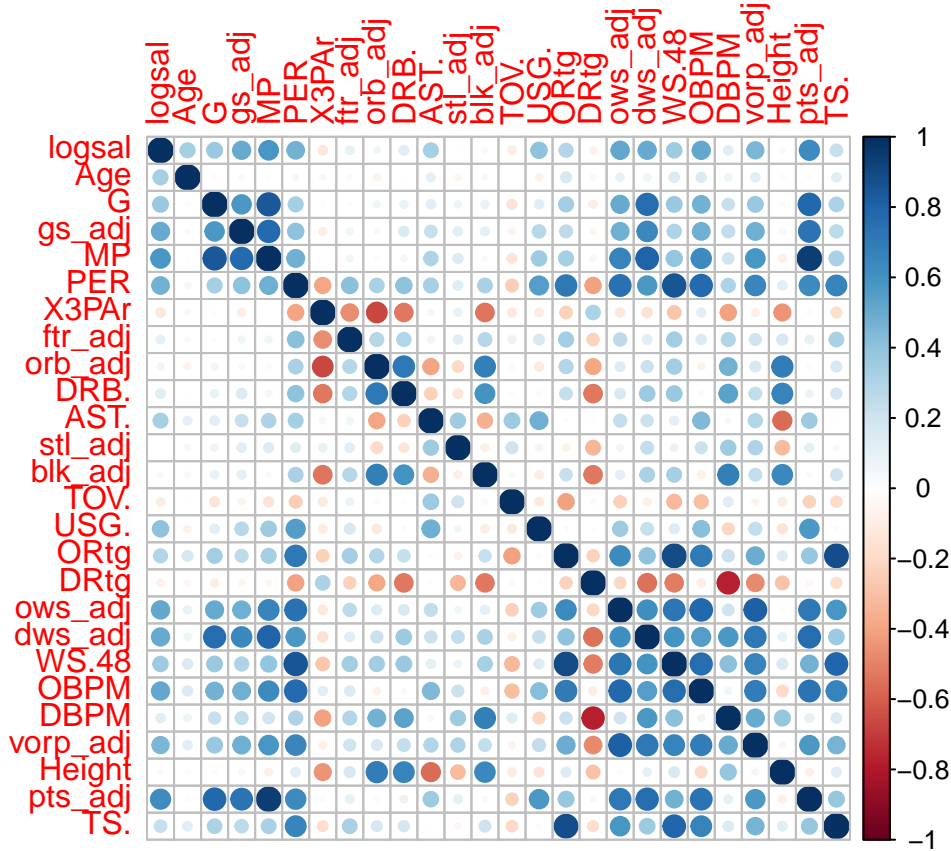 logsal
Age
G
gs_adj
MP
PER
X3PAr
ftr_adj
orb_adj
DRB.
AST.
stl_adj
blk_adj
TOV.
USG.
ORtg
DRtg
ows_adj
dws_adj
WS.48
OBPM
DBPM
vorp_adj
Height
pts_adj
TS.
logsal
Age
G
gs_adj
MP
PER
X3PAr
ftr_adj
orb_adj
DRB.
AST.
stl_adj
blk_adj
TOV.
USG.
ORtg
DRtg
ows_adj
dws_adj
WS.48
OBPM
DBPM
vorp_adj
Height
pts_adj
TS.
1
0.8
0.6
0.4
0.2
0
−0.2
−0.4
−0.6
−0.8
−1